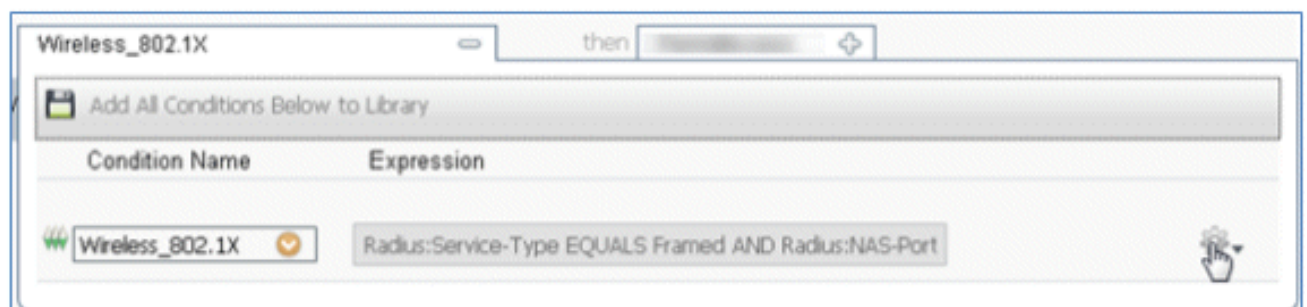 Wireless_802.1X then
Add All Conditions Below to Library
Condition Name Expression
Wireless_802.1X Radius:Service-Type EQUALS Framed AND Radius:NAS-Port